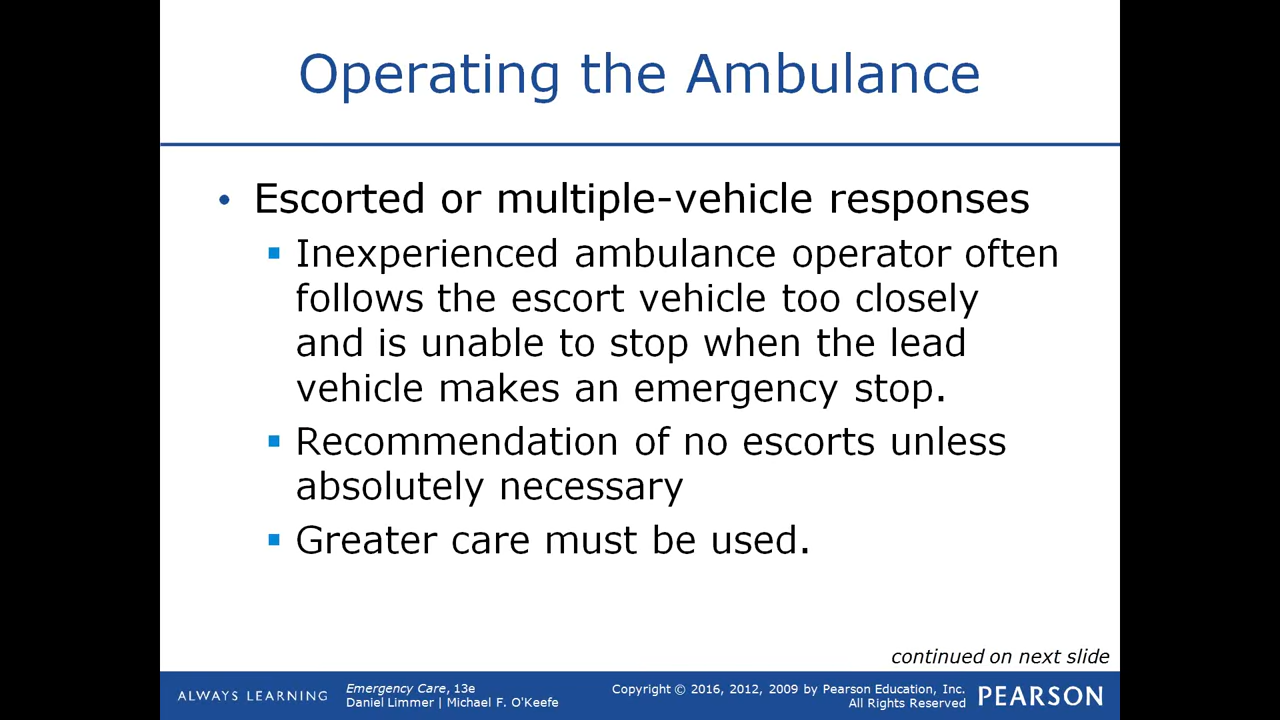 Operating the Ambulance
• Escorted or multiple-vehicle responses
▪ Inexperienced ambulance operator often
follows the escort vehicle too closely
and is unable to stop when the lead
vehicle makes an emergency stop.
▪ Recommendation of no escorts unless
absolutely necessary
▪ Greater care must be used.
continued on next slide
ALWAYS LEARNING
Emergency Care, 13e
Daniel Limmer | Michael F. O'Keefe
Copyright © 2016, 2012, 2009 by Pearson Education, Inc.
All Rights Reserved
PEARSON